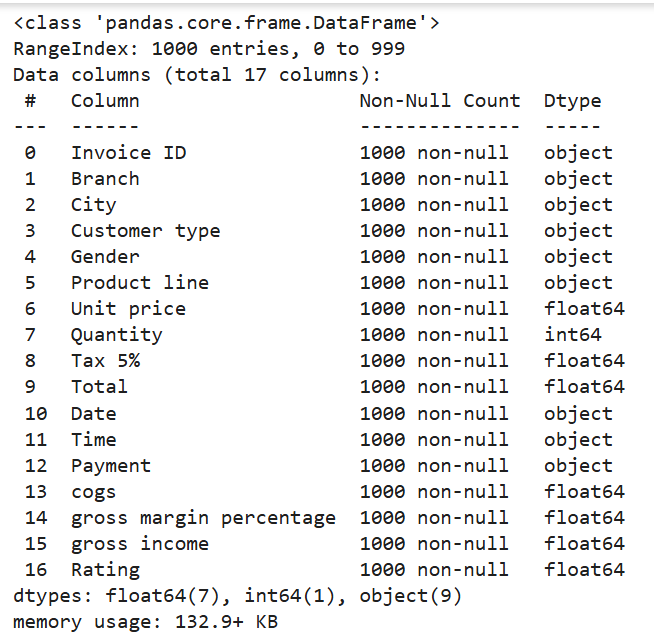 <class 'pandas.core.frame.DataFrame'>
RangeIndex: 1000 entries, 0 to 999
Data columns (total 17 columns):
 #   Column                   Non-Null Count  Dtype
---  ------                   --------------  -----
 0   Invoice ID               1000 non-null   object
 1   Branch                   1000 non-null   object
 2   City                     1000 non-null   object
 3   Customer type            1000 non-null   object
 4   Gender                   1000 non-null   object
 5   Product line             1000 non-null   object
 6   Unit price               1000 non-null   float64
 7   Quantity                 1000 non-null   int64
 8   Tax 5%                   1000 non-null   float64
 9   Total                    1000 non-null   float64
 10  Date                     1000 non-null   object
 11  Time                     1000 non-null   object
 12  Payment                  1000 non-null   object
 13  cogs                     1000 non-null   float64
 14  gross margin percentage  1000 non-null   float64
 15  gross income             1000 non-null   float64
 16  Rating                   1000 non-null   float64
dtypes: float64(7), int64(1), object(9)
memory usage: 132.9+ KB